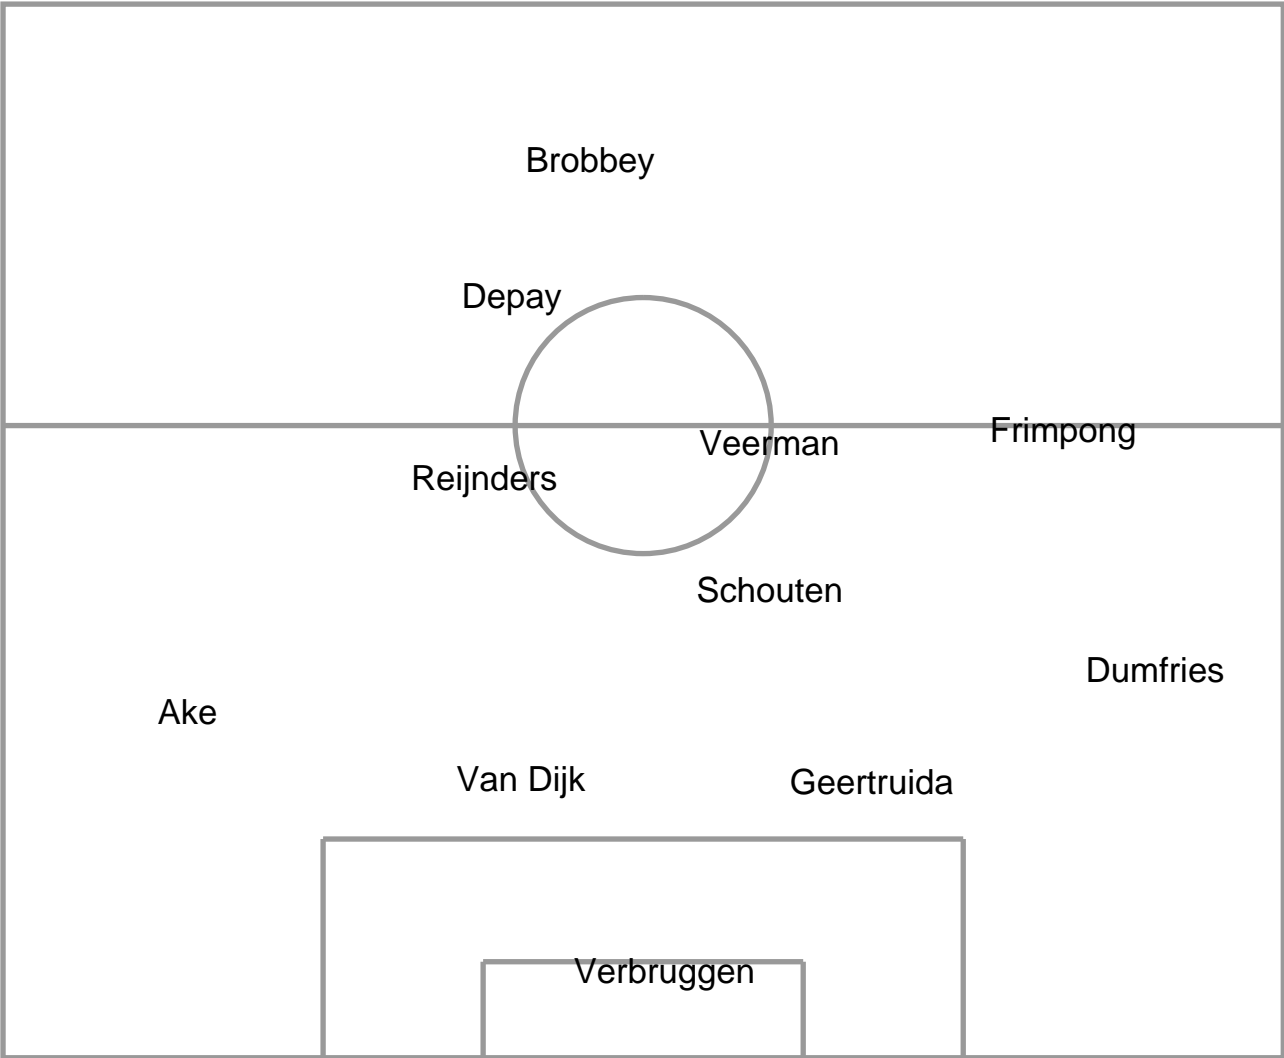 Brobbey
Depay
Frimpong
Veerman
Reijnders
Schouten
Dumfries
Ake
Van Dijk
Geertruida
Verbruggen